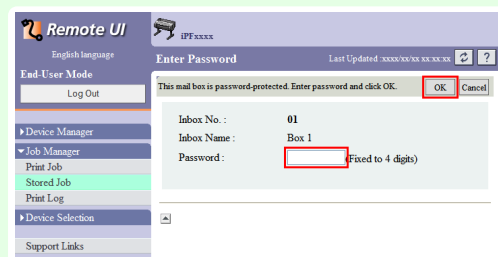 Remote UI
iPFxxxx
English language
Enter Password
Last Updated :xxxx/xx/xx xx:xx:xx
?
End-User Mode
Log Out
This mail box is password-protected. Enter password and click OK.
OK
Cancel
Inbox No. :
01
Inbox Name :
Box 1
Password :
(Fixed to 4 digits)
Device Manager
Job Manager
Print Job
Stored Job
Print Log
Device Selection
Support Links